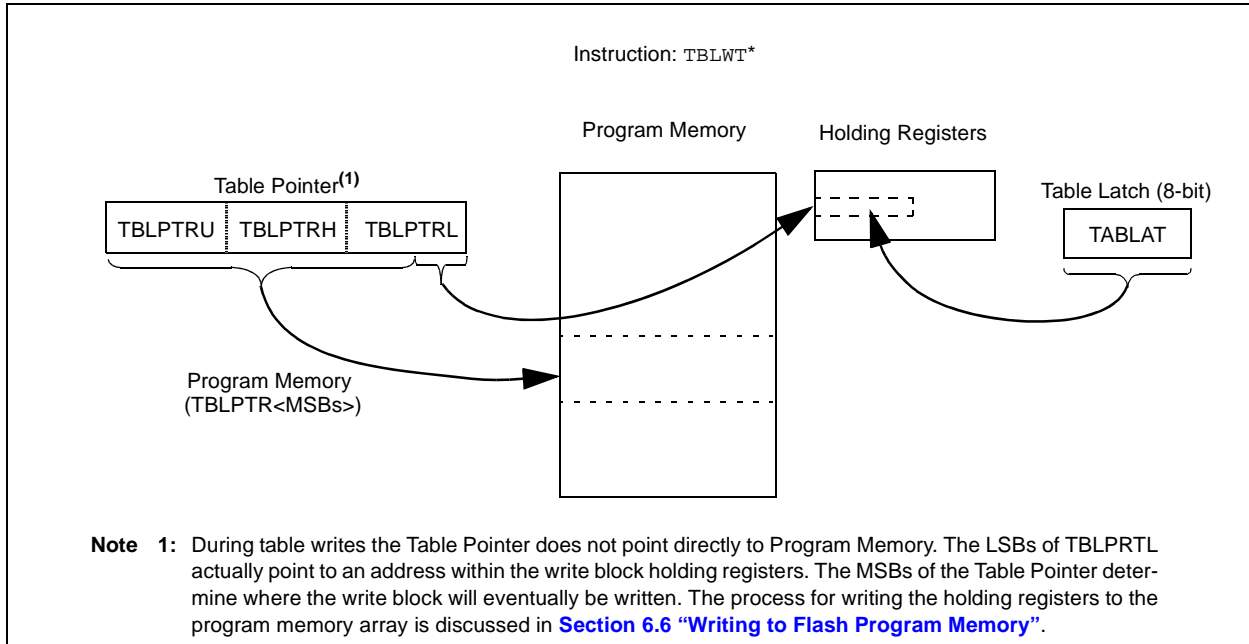 Instruction: TBLWT*
Program Memory
Holding Registers
Table Pointer(1)
Table Latch (8-bit)
TBLPTRU TBLPTRH TBLPTRL
TABLAT
Program Memory
(TBLPTR<MSBs>)
Note 1: During table writes the Table Pointer does not point directly to Program Memory. The LSBs of TBLPRTL
actually point to an address within the write block holding registers. The MSBs of the Table Pointer deter-
mine where the write block will eventually be written. The process for writing the holding registers to the
program memory array is discussed in Section 6.6 “Writing to Flash Program Memory”.